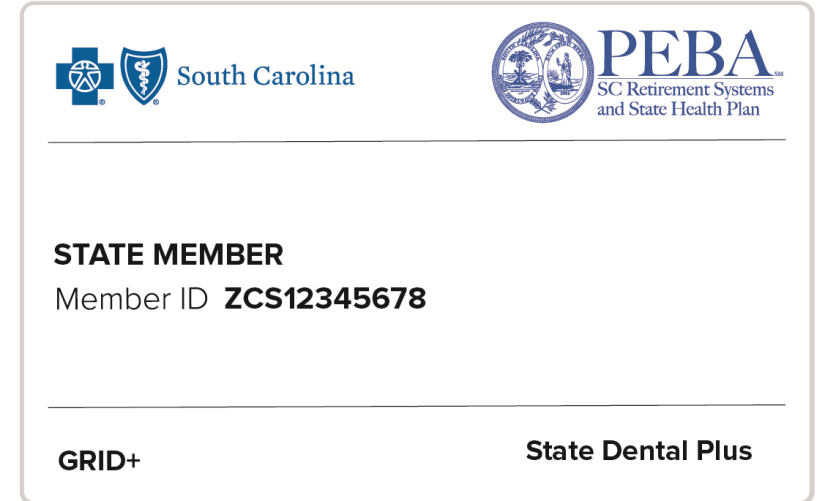 South Carolina
PEBA SM
SC Retirement Systems
and State Health Plan
STATE MEMBER
Member ID ZCS12345678
GRID+
State Dental Plus